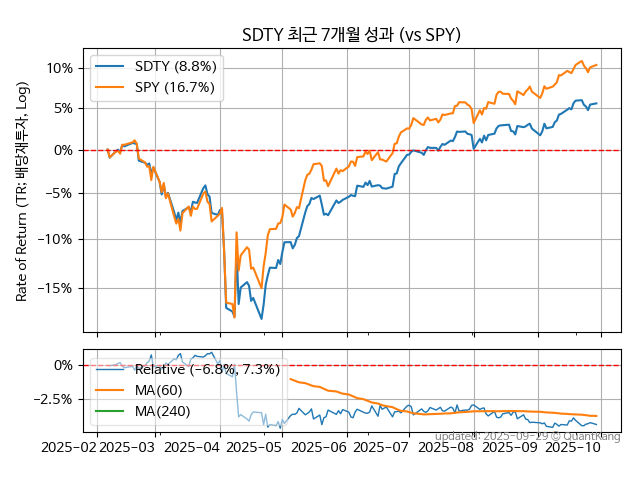 SDTY 최근 7개월 성과 (vs SPY)
SDTY (8.8%)
SPY (16.7%)
Rate of Return (TR: 배당재투자, Log)
10%
5%
0%
−5%
−10%
−15%
Relative (−6.8%, 7.3%)
MA(60)
MA(240)
0%
−2.5%
2025−02 2025−03 2025−04 2025−05 2025−06 2025−07 2025−08 2025−09 2025−10
updated: 2025-09-29 © QuantKang